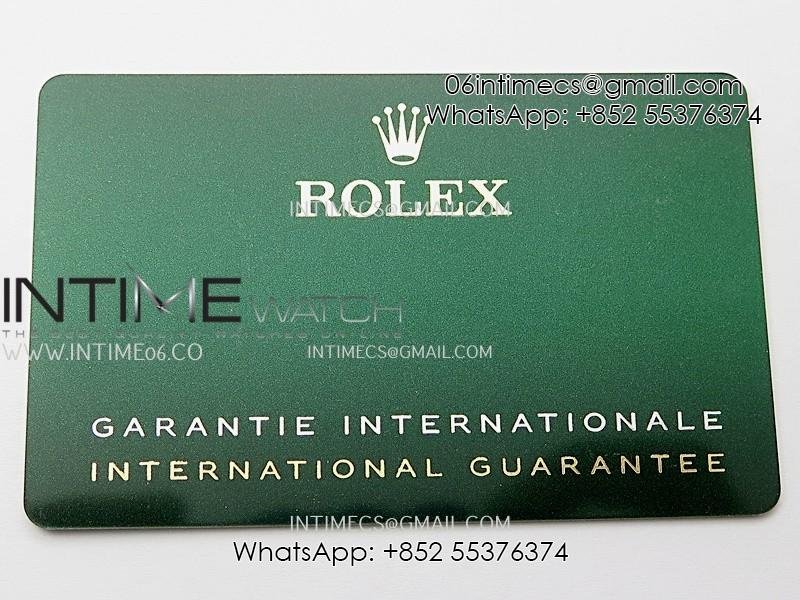 06intimecs@gmail.com
WhatsApp: +852 55376374
ROLEX
INTIMECS@GMAIL.COM
INTIME WATCH
WWW.INTIME06.CO
INTIMECS@GMAIL.COM
GARANTIE INTERNATIONALE
INTERNATIONAL GUARANTEE
INTIMECS@GMAIL.COM
WhatsApp: +852 55376374